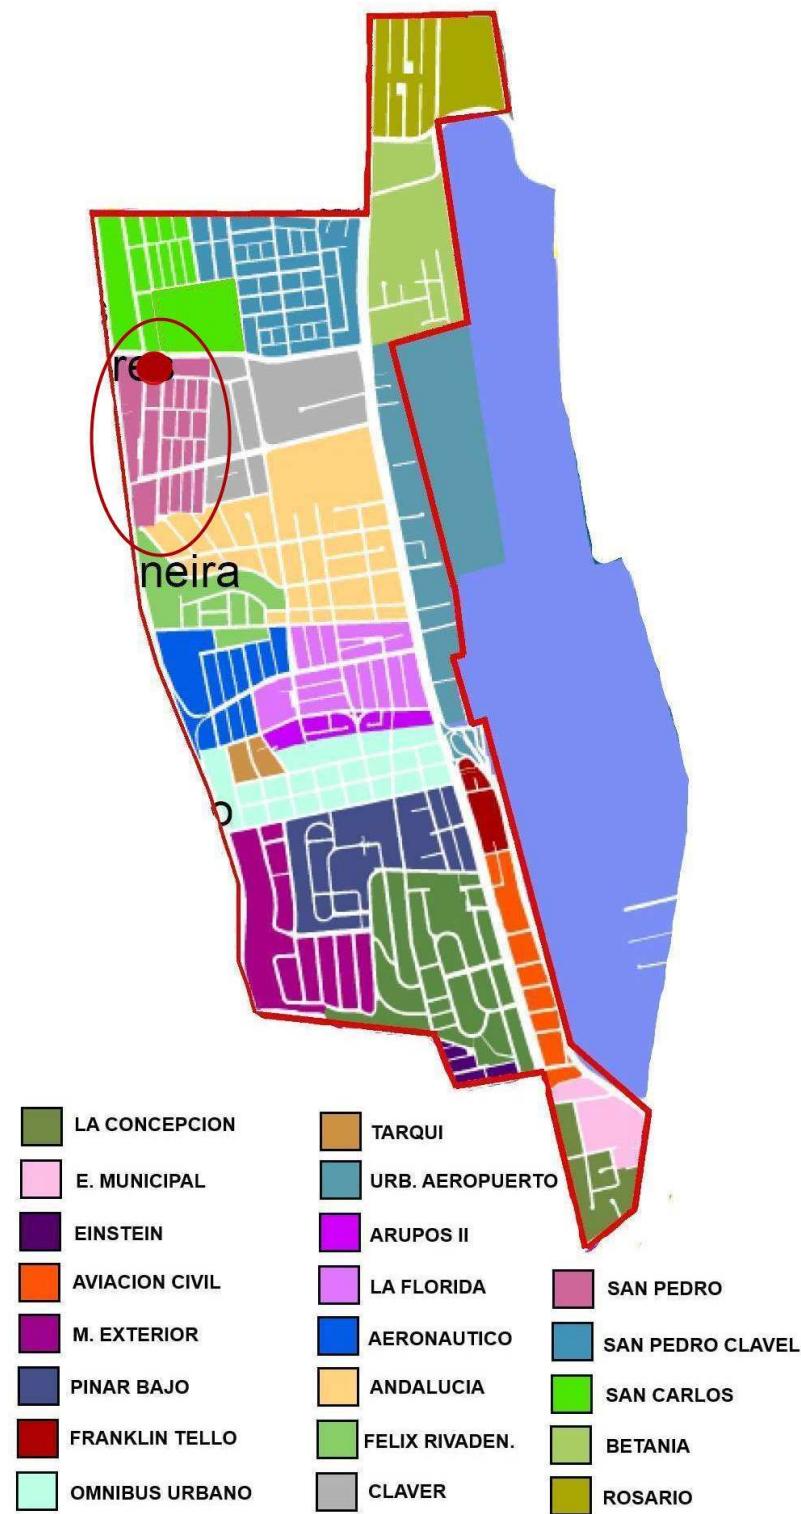 neira
LA CONCEPCION
E. MUNICIPAL
EINSTEIN
AVIACION CIVIL
M. EXTERIOR
PINAR BAJO
FRANKLIN TELLO
OMNIBUS URBANO
TARQUI
URB. AEROPUERTO
ARUPOS II
LA FLORIDA
AERONAUTICO
ANDALUCIA
FELIX RIVADEN.
CLAVER
SAN PEDRO
SAN PEDRO CLAVEL
SAN CARLOS
BETANIA
ROSARIO